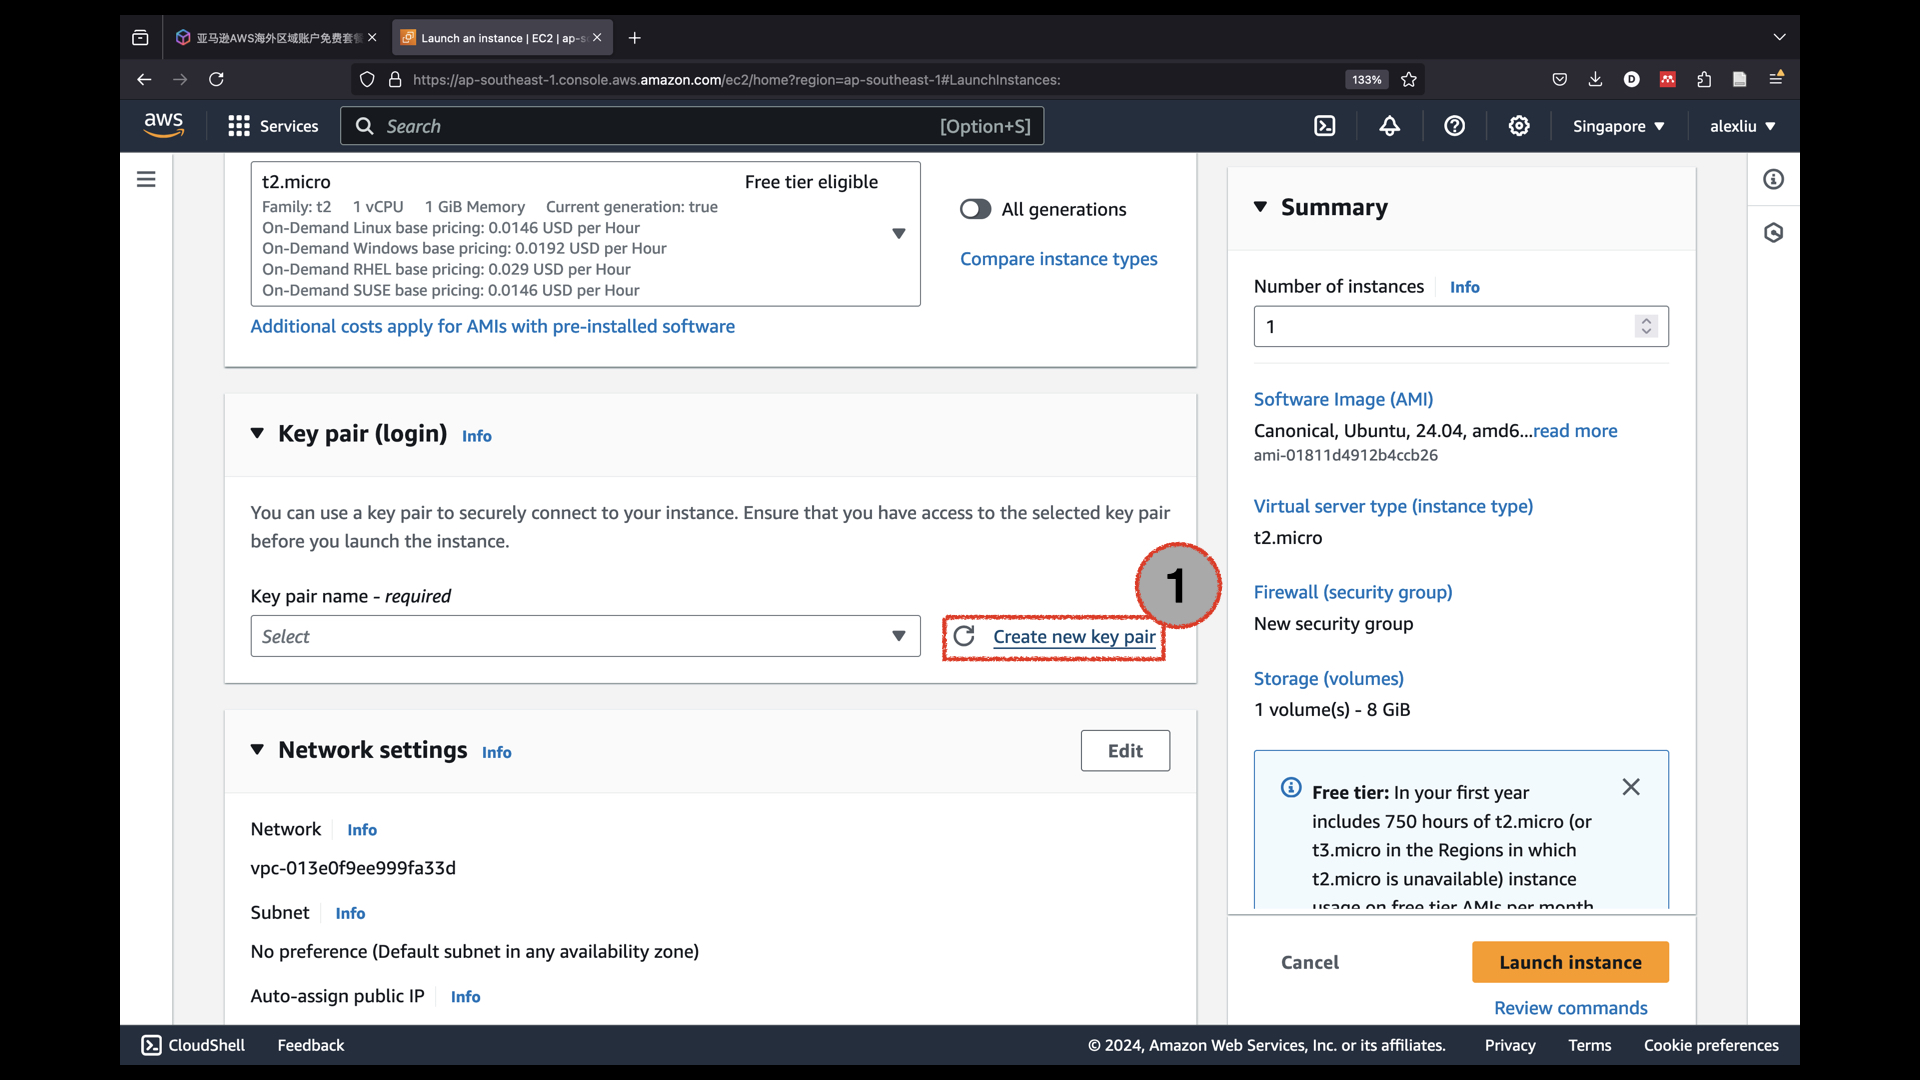 亚马逊AWS海外区域账户免费套餐
Launch an instance | EC2 | ap-s
https://ap-southeast-1.console.aws.amazon.com/ec2/home?region=ap-southeast-1#LaunchInstances:
133%
D
aws
Services
Search
[Option+S]
Singapore
alexliu
t2.micro
Free tier eligible
Family: t2 1 vCPU 1 GiB Memory Current generation: true
On-Demand Linux base pricing: 0.0146 USD per Hour
On-Demand Windows base pricing: 0.0192 USD per Hour
On-Demand RHEL base pricing: 0.029 USD per Hour
On-Demand SUSE base pricing: 0.0146 USD per Hour
All generations
Compare instance types
Additional costs apply for AMIs with pre-installed software
Key pair (login) Info
You can use a key pair to securely connect to your instance. Ensure that you have access to the selected key pair
before you launch the instance.
Key pair name - required
Select
Create new key pair
1
Network settings Info
Edit
Network Info
vpc-013e0f9ee999fa33d
Subnet Info
No preference (Default subnet in any availability zone)
Auto-assign public IP Info
Summary
Number of instances Info
1
Software Image (AMI)
Canonical, Ubuntu, 24.04, amd6...read more
ami-01811d4912b4ccb26
Virtual server type (instance type)
t2.micro
Firewall (security group)
New security group
Storage (volumes)
1 volume(s) - 8 GiB
Free tier: In your first year
includes 750 hours of t2.micro (or
t3.micro in the Regions in which
t2.micro is unavailable) instance
usage on free tier AMIs per month
Cancel
Launch instance
Review commands
CloudShell
Feedback
© 2024, Amazon Web Services, Inc. or its affiliates.
Privacy
Terms
Cookie preferences